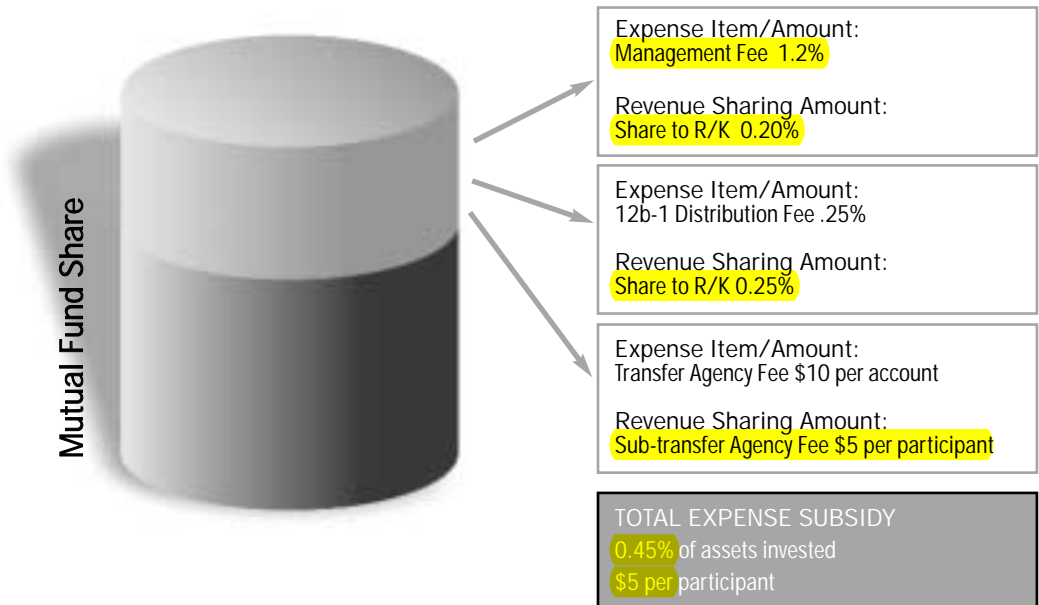 Mutual Fund Share
Expense Item/Amount:
Management Fee 1.2%
Revenue Sharing Amount:
Share to R/K 0.20%
Expense Item/Amount:
12b-1 Distribution Fee .25%
Revenue Sharing Amount:
Share to R/K 0.25%
Expense Item/Amount:
Transfer Agency Fee $10 per account
Revenue Sharing Amount:
Sub-transfer Agency Fee $5 per participant
TOTAL EXPENSE SUBSIDY
0.45% of assets invested
$5 per participant